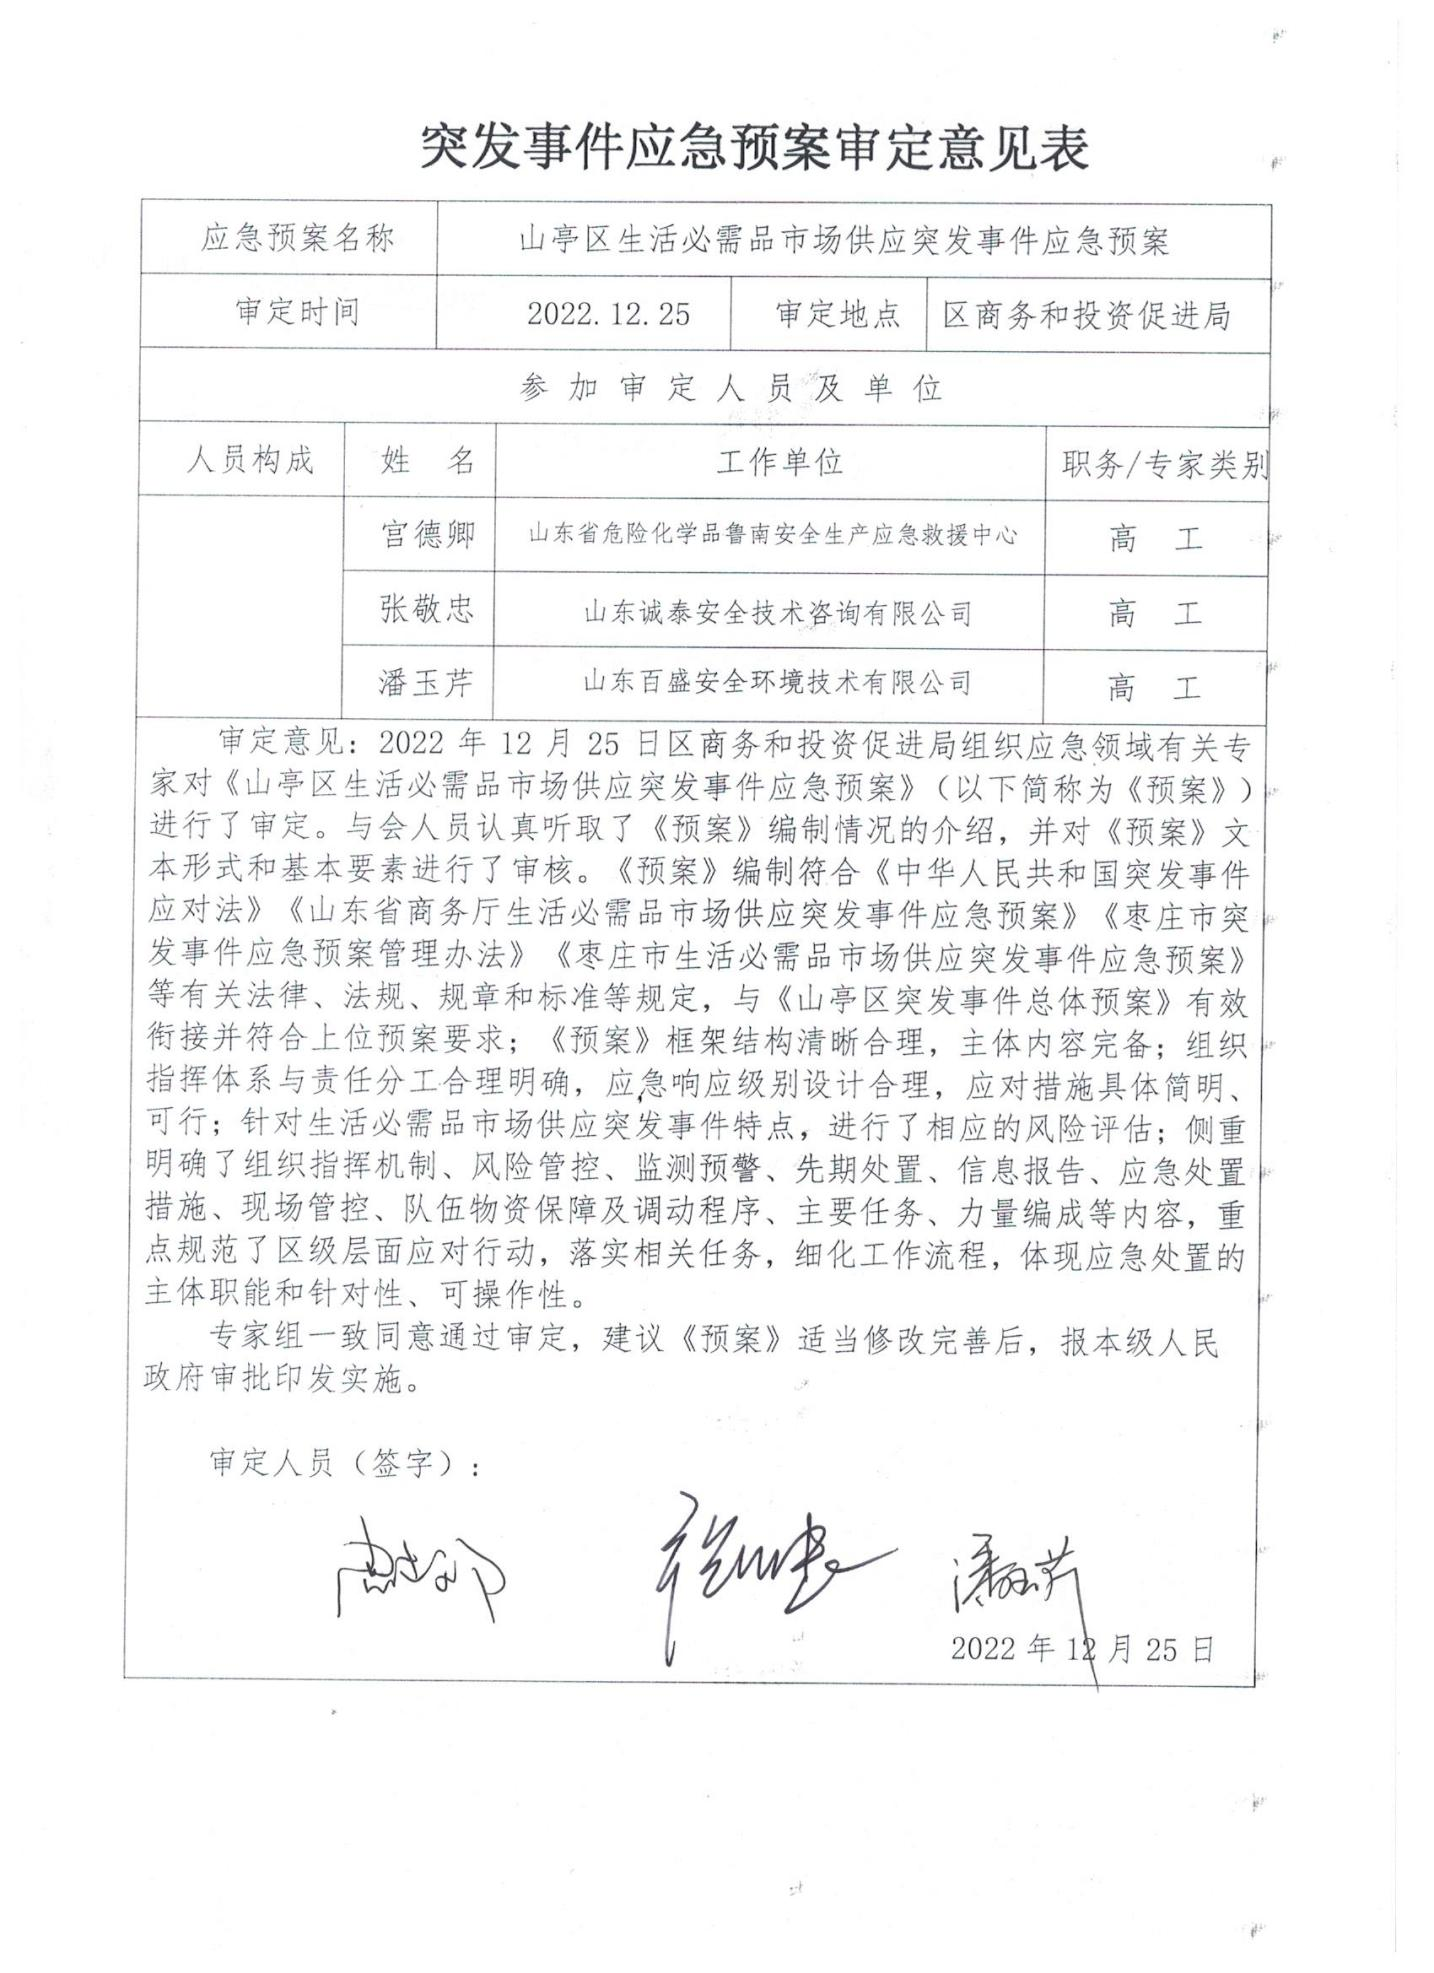 突发事件应急预案审定意见表
应急预案名称 山亭区生活必需品市场供应突发事件应急预案
审定时间 2022.12.25 审定地点 区商务和投资促进局
参加审定人员及单位
人员构成 姓 名 工作单位 职务/专家类别
宫德卿 山东省危险化学品鲁南安全生产应急救援中心 高 工
张敬忠 山东诚泰安全技术咨询有限公司 高 工
潘玉芹 山东百盛安全环境技术有限公司 高 工
审定意见：2022 年 12 月 25 日区商务和投资促进局组织应急领域有关专
家对《山亭区生活必需品市场供应突发事件应急预案》（以下简称为《预案》）
进行了审定。与会人员认真听取了《预案》编制情况的介绍，并对《预案》文
本形式和基本要素进行了审核。《预案》编制符合《中华人民共和国突发事件
应对法》《山东省商务厅生活必需品市场供应突发事件应急预案》《枣庄市突
发事件应急预案管理办法》《枣庄市生活必需品市场供应突发事件应急预案》
等有关法律、法规、规章和标准等规定，与《山亭区突发事件总体预案》有效
衔接并符合上位预案要求；《预案》框架结构清晰合理，主体内容完备；组织
指挥体系与责任分工合理明确，应急响应级别设计合理，应对措施具体简明、
可行；针对生活必需品市场供应突发事件特点，进行了相应的风险评估；侧重
明确了组织指挥机制、风险管控、监测预警、先期处置、信息报告、应急处置
措施、现场管控、队伍物资保障及调动程序、主要任务、力量编成等内容，重
点规范了区级层面应对行动，落实相关任务，细化工作流程，体现应急处置的
主体职能和针对性、可操作性。
专家组一致同意通过审定，建议《预案》适当修改完善后，报本级人民
政府审批印发实施。
审定人员（签字）：
潘玉芹
2022 年 12 月 25 日